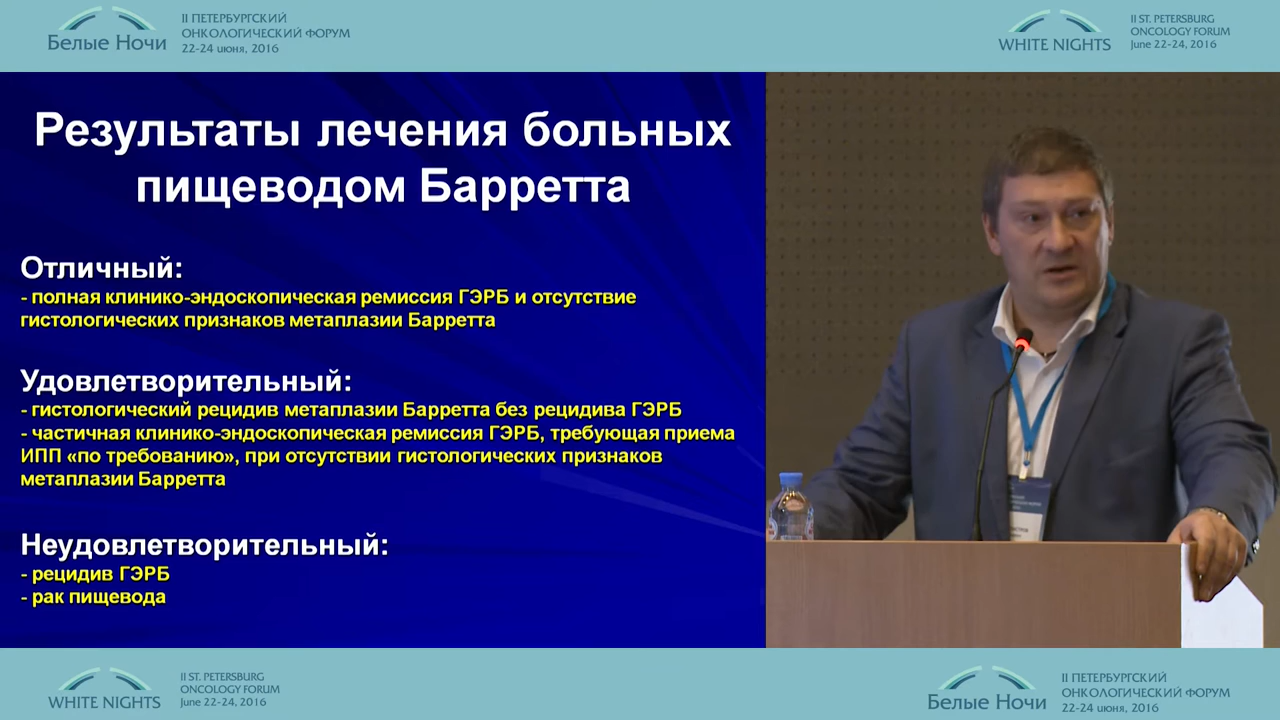 Белые Ночи
II ПЕТЕРБУРГСКИЙ
ОНКОЛОГИЧЕСКИЙ ФОРУМ
22-24 июня, 2016
WHITE NIGHTS
II ST. PETERSBURG
ONCOLOGY FORUM
June 22-24, 2016
Результаты лечения больных
пищеводом Барретта
Отличный:
- полная клинико-эндоскопическая ремиссия ГЭРБ и отсутствие
гистологических признаков метаплазии Барретта
Удовлетворительный:
- гистологический рецидив метаплазии Барретта без рецидива ГЭРБ
- частичная клинико-эндоскопическая ремиссия ГЭРБ, требующая приема
ИПП «по требованию», при отсутствии гистологических признаков
метаплазии Барретта
Неудовлетворительный:
- рецидив ГЭРБ
- рак пищевода
WHITE NIGHTS
II ST. PETERSBURG
ONCOLOGY FORUM
June 22-24, 2016
Белые Ночи
II ПЕТЕРБУРГСКИЙ
ОНКОЛОГИЧЕСКИЙ ФОРУМ
22-24 июня, 2016